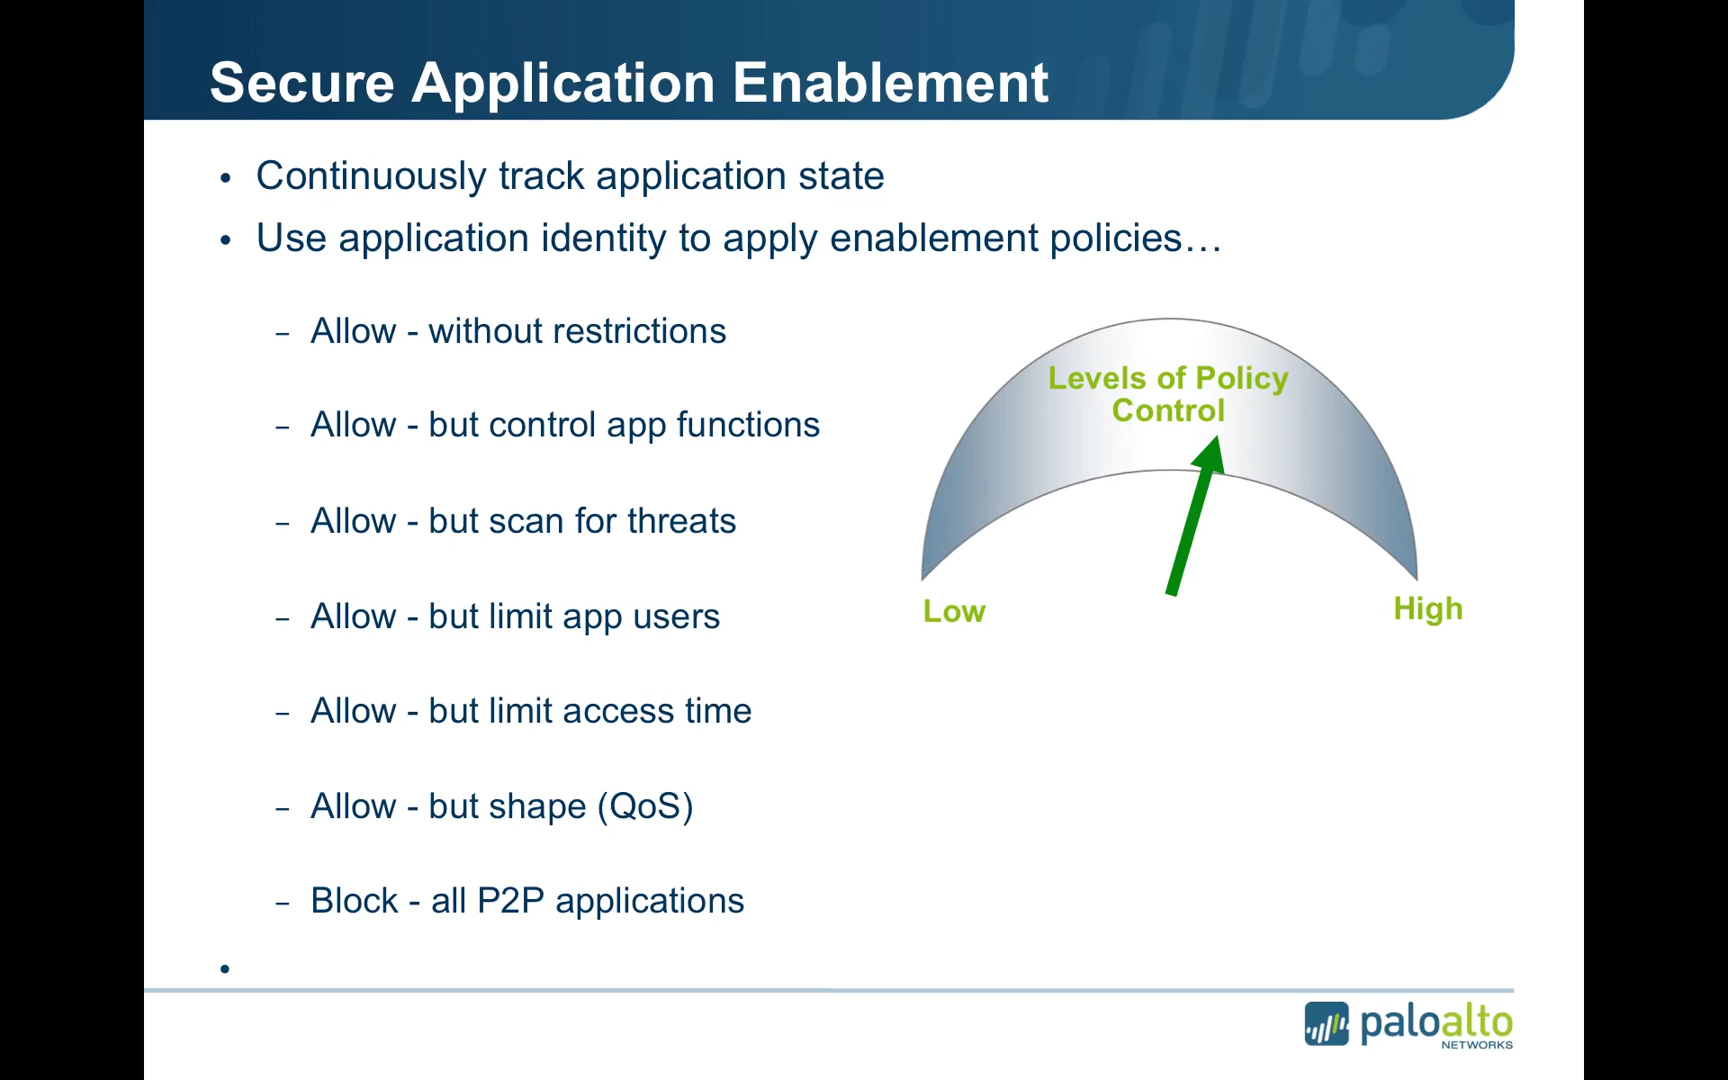 Secure Application Enablement
• Continuously track application state
• Use application identity to apply enablement policies…
– Allow - without restrictions
– Allow - but control app functions
– Allow - but scan for threats
– Allow - but limit app users
– Allow - but limit access time
– Allow - but shape (QoS)
– Block - all P2P applications
•
Levels of Policy
Control
Low
High
paloalto
NETWORKS